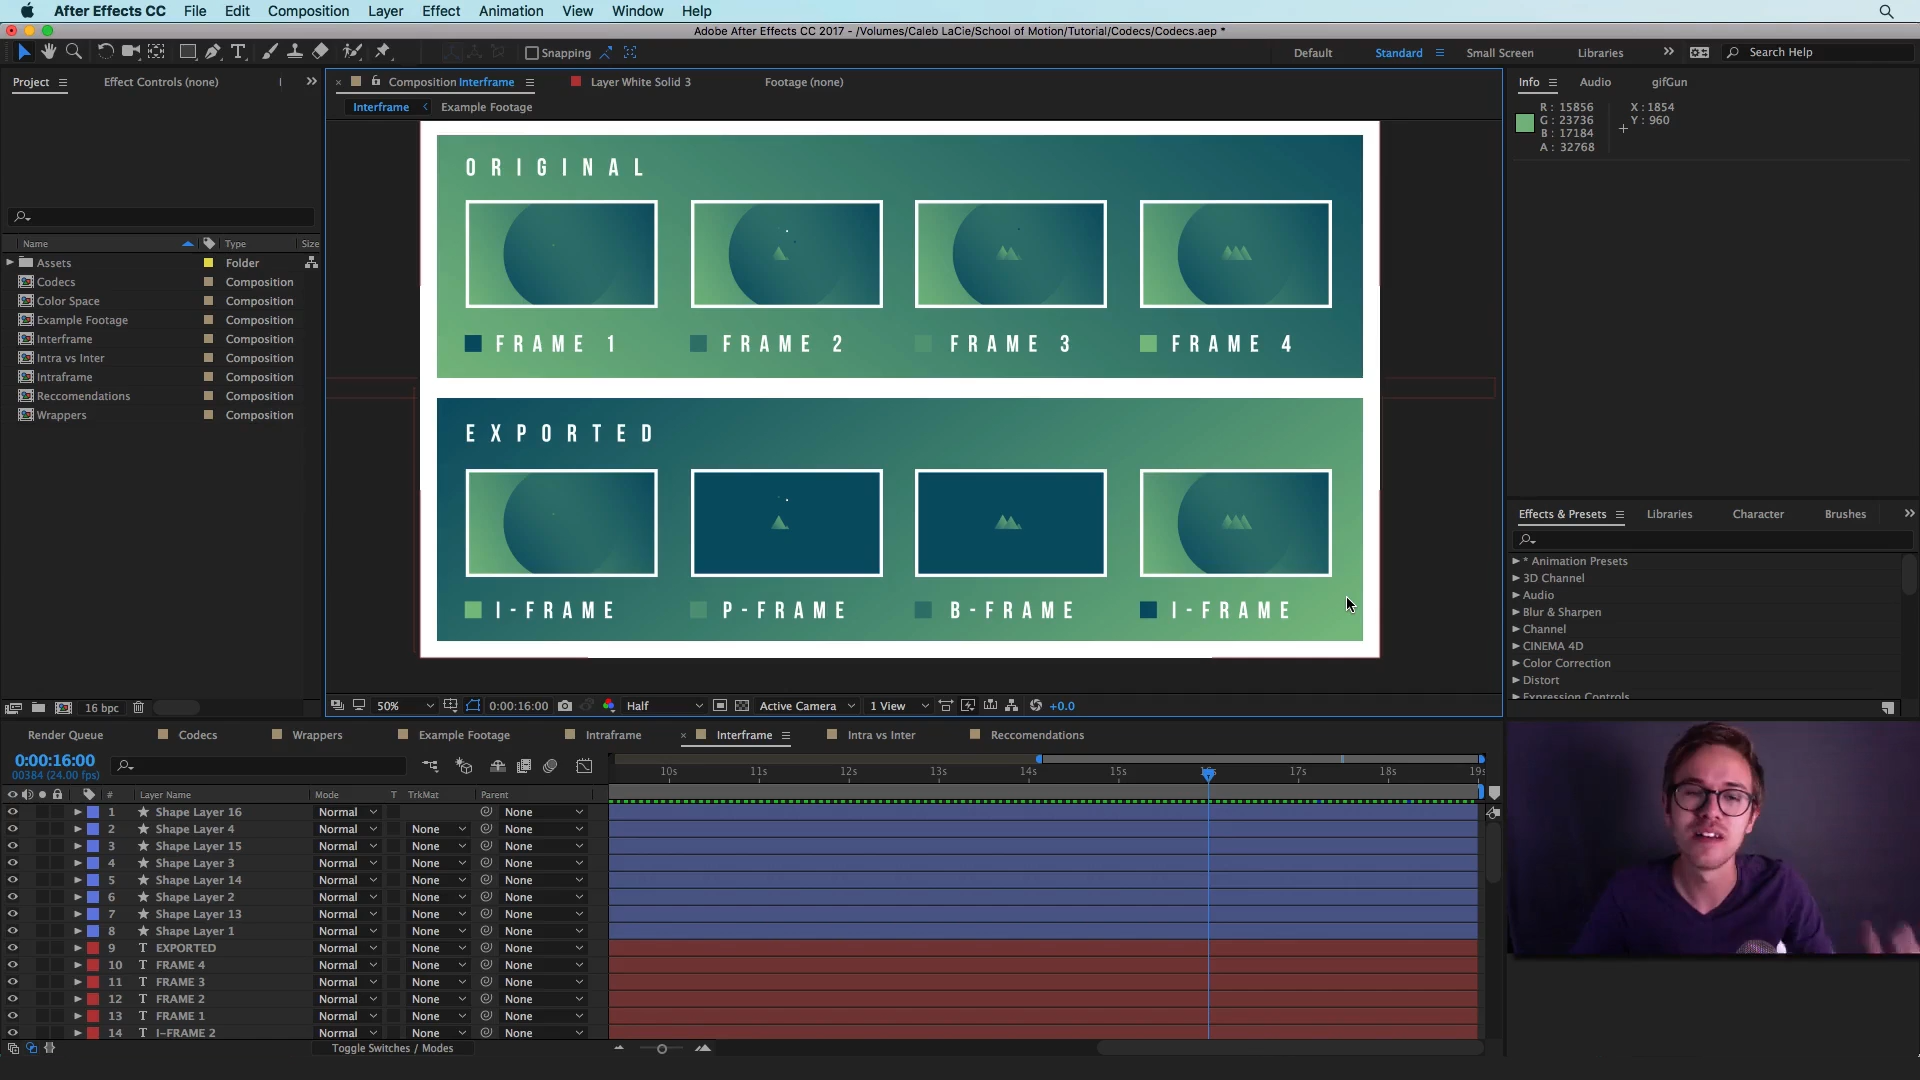 After Effects CC File Edit Composition Layer Effect Animation View Window Help
Adobe After Effects CC 2017 - /Volumes/Caleb LaCie/School of Motion/Tutorial/Codecs/Codecs.aep *
Snapping Default Standard Small Screen Libraries Search Help
Project Effect Controls (none)
Composition Interframe Layer White Solid 3 Footage (none)
Info Audio gifGun
Interframe Example Footage
R: 15856 X: 1854
G: 23736 Y: 960
B: 17184
A: 32768
Name Type Size
Assets Folder
Codecs Composition
Color Space Composition
Example Footage Composition
Interframe Composition
Intra vs Inter Composition
Intraframe Composition
Reccomendations Composition
Wrappers Composition
ORIGINAL
FRAME 1 FRAME 2 FRAME 3 FRAME 4
EXPORTED
I-FRAME P-FRAME B-FRAME I-FRAME
Effects & Presets Libraries Character Brushes
* Animation Presets
3D Channel
Audio
Blur & Sharpen
Channel
CINEMA 4D
Color Correction
Distort
Expression Controls
16 bpc
50% 0:00:16:00 Half Active Camera 1 View +0.0
Render Queue Codecs Wrappers Example Footage Intraframe Interframe Intra vs Inter Reccomendations
0:00:16:00
00384 (24.00 fps)
10s 11s 12s 13s 14s 15s 16s 17s 18s 19s
# Layer Name Mode T TrkMat Parent
1 Shape Layer 16 Normal None
2 Shape Layer 4 Normal None None
3 Shape Layer 15 Normal None None
4 Shape Layer 3 Normal None None
5 Shape Layer 14 Normal None None
6 Shape Layer 2 Normal None None
7 Shape Layer 13 Normal None None
8 Shape Layer 1 Normal None None
9 T EXPORTED Normal None None
10 T FRAME 4 Normal None None
11 T FRAME 3 Normal None None
12 T FRAME 2 Normal None None
13 T FRAME 1 Normal None None
14 T I-FRAME 2 Normal None None
Toggle Switches / Modes